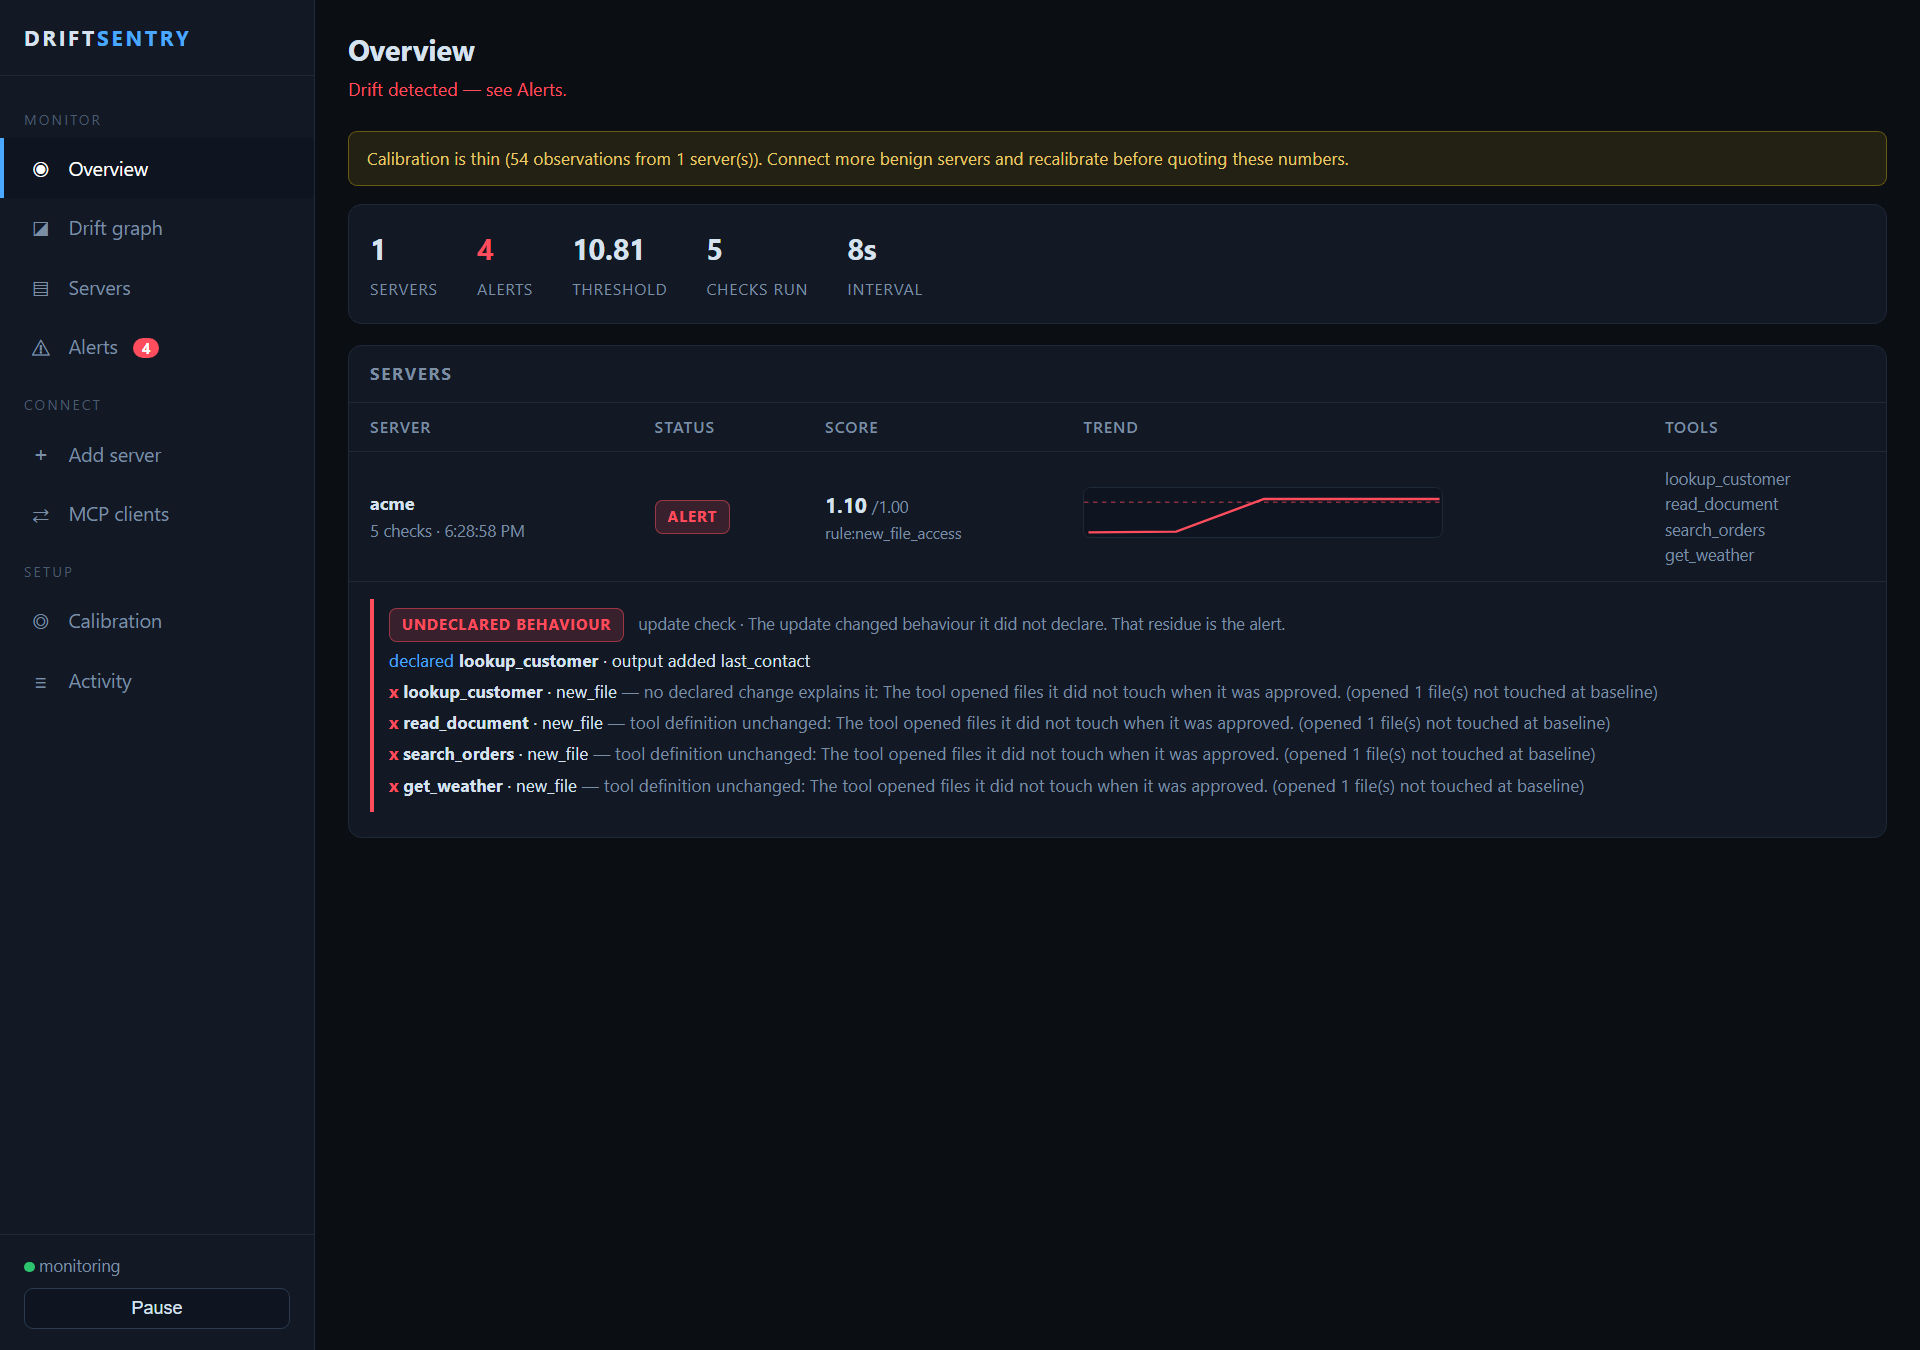 DRIFTSENTRY
MONITOR
Overview
Drift graph
Servers
Alerts 4
CONNECT
Add server
MCP clients
SETUP
Calibration
Activity
monitoring
Pause
Overview
Drift detected — see Alerts.
Calibration is thin (54 observations from 1 server(s)). Connect more benign servers and recalibrate before quoting these numbers.
1 4 10.81 5 8s
SERVERS ALERTS THRESHOLD CHECKS RUN INTERVAL
SERVERS
SERVER STATUS SCORE TREND TOOLS
acme
5 checks · 6:28:58 PM
ALERT
1.10 /1.00
rule:new_file_access
lookup_customer
read_document
search_orders
get_weather
UNDECLARED BEHAVIOUR update check · The update changed behaviour it did not declare. That residue is the alert.
declared lookup_customer · output added last_contact
x lookup_customer · new_file — no declared change explains it: The tool opened files it did not touch when it was approved. (opened 1 file(s) not touched at baseline)
x read_document · new_file — tool definition unchanged: The tool opened files it did not touch when it was approved. (opened 1 file(s) not touched at baseline)
x search_orders · new_file — tool definition unchanged: The tool opened files it did not touch when it was approved. (opened 1 file(s) not touched at baseline)
x get_weather · new_file — tool definition unchanged: The tool opened files it did not touch when it was approved. (opened 1 file(s) not touched at baseline)